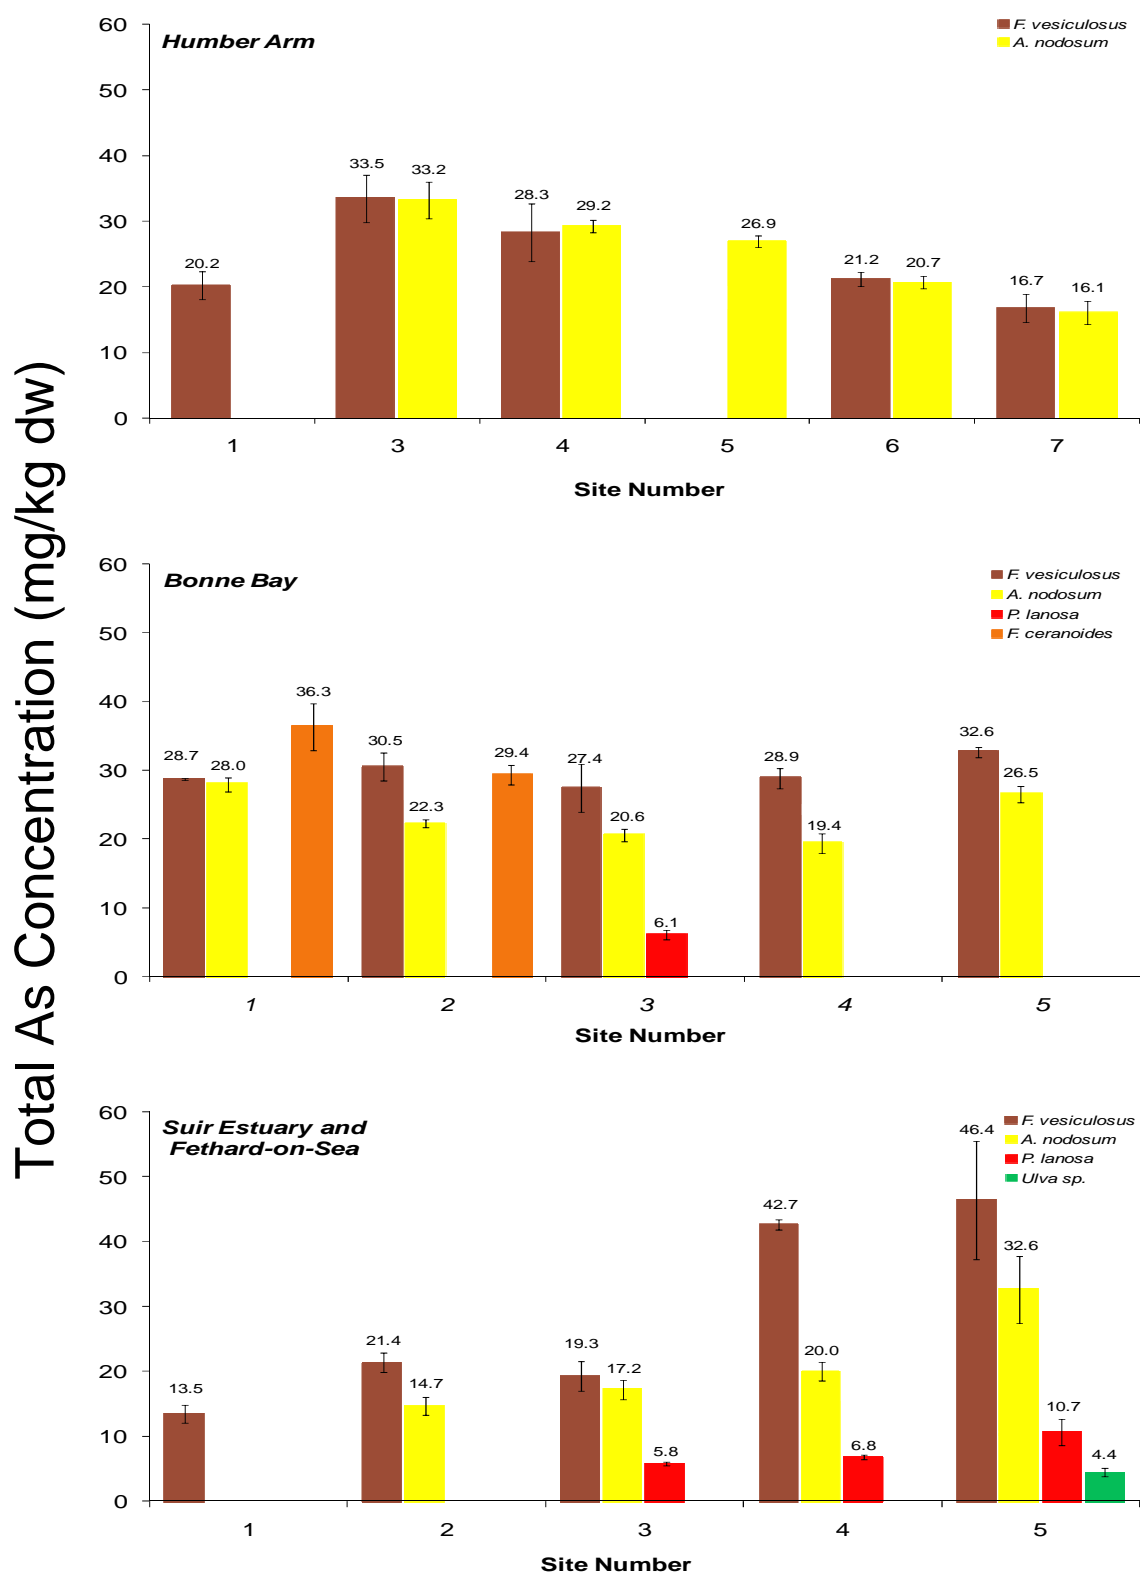 Total As Concentration (mg/kg dw)
Humber Arm
F. vesiculosus
A. nodosum
60
50
40
30
20
10
0
20.2
33.5
33.2
28.3
29.2
26.9
21.2
20.7
16.7
16.1
1 3 4 5 6 7
Site Number
Bonne Bay
F. vesiculosus
A. nodosum
P. lanosa
F. ceranoides
60
50
40
30
20
10
0
28.7
28.0
36.3
30.5
22.3
29.4
27.4
20.6
6.1
28.9
19.4
32.6
26.5
1 2 3 4 5
Site Number
Suir Estuary and
Fethard-on-Sea
F. vesiculosus
A. nodosum
P. lanosa
Ulva sp.
60
50
40
30
20
10
0
13.5
21.4
14.7
19.3
17.2
5.8
42.7
20.0
6.8
46.4
32.6
10.7
4.4
1 2 3 4 5
Site Number